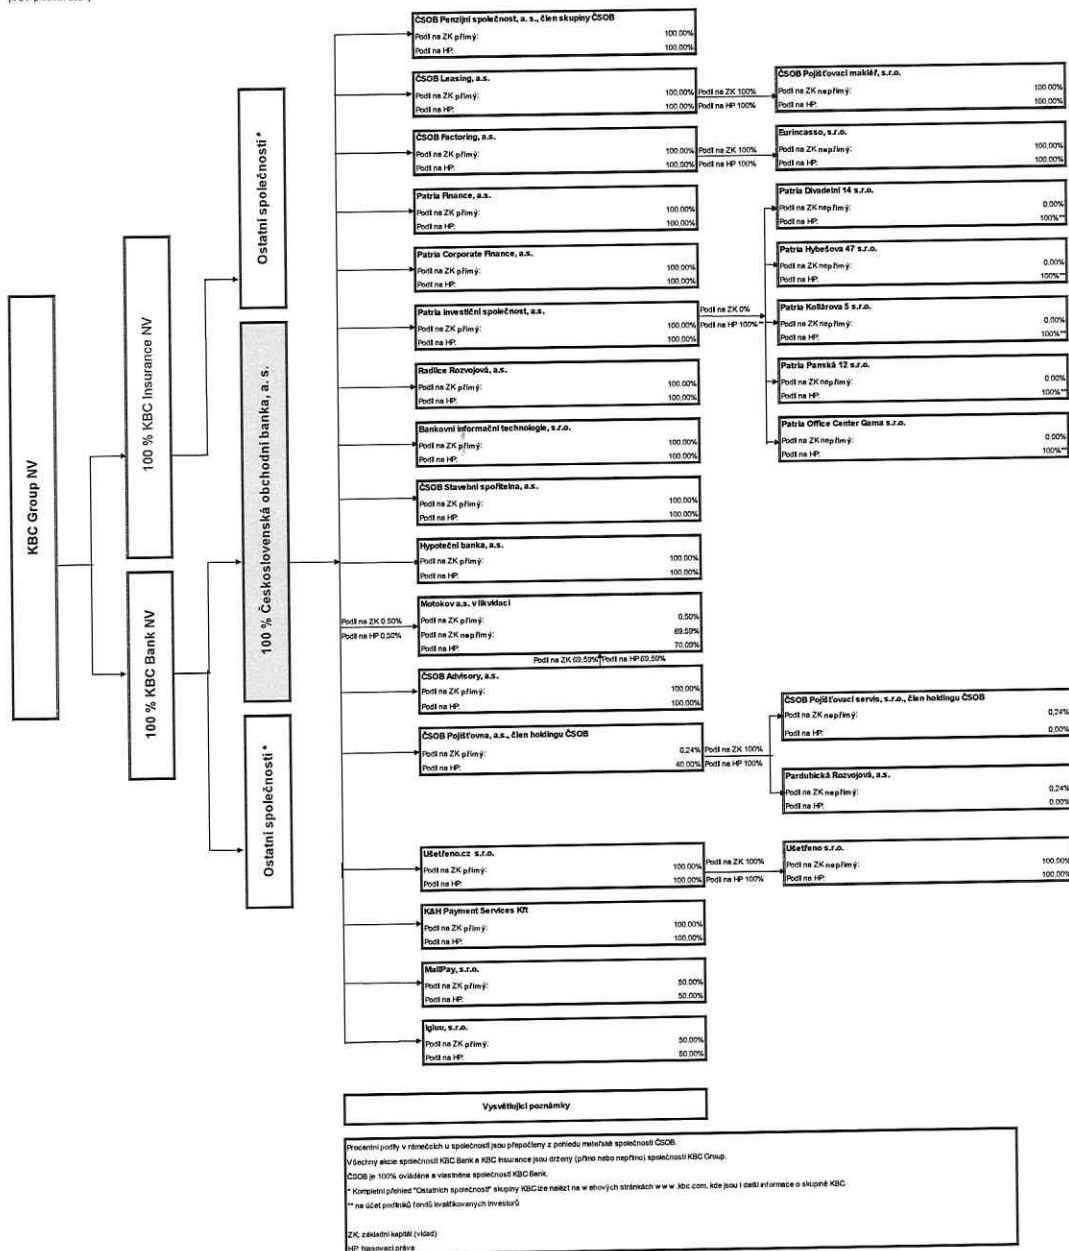 KBC Group NV
100 % KBC Insurance NV
100 % KBC Bank NV
Ostatní společnosti *
100 % Československá obchodní banka, a. s.
Ostatní společnosti *
ČSOB Penzijní společnost, a. s., člen skupiny ČSOB
Podíl na ZK přímý: 100,00%
Podíl na HP: 100,00%
ČSOB Leasing, a.s.
Podíl na ZK přímý: 100,00%
Podíl na HP: 100,00%
Podíl na ZK 100%
Podíl na HP 100%
ČSOB Pojišťovací makléř, s.r.o.
Podíl na ZK nepřímý: 100,00%
Podíl na HP: 100,00%
ČSOB Factoring, a.s.
Podíl na ZK přímý: 100,00%
Podíl na HP: 100,00%
Podíl na ZK 100%
Podíl na HP 100%
Eurincasso, s.r.o.
Podíl na ZK nepřímý: 100,00%
Podíl na HP: 100,00%
Patria Finance, a.s.
Podíl na ZK přímý: 100,00%
Podíl na HP: 100,00%
Patria Corporate Finance, a.s.
Podíl na ZK přímý: 100,00%
Podíl na HP: 100,00%
Patria investiční společnost, a.s.
Podíl na ZK přímý: 100,00%
Podíl na HP: 100,00%
Podíl na ZK 0%
Podíl na HP 100%**
Patria Divadelní 14 s.r.o.
Podíl na ZK nepřímý: 0,00%
Podíl na HP: 100%**
Patria Hybešova 47 s.r.o.
Podíl na ZK nepřímý: 0,00%
Podíl na HP: 100%**
Patria Kollárova 5 s.r.o.
Podíl na ZK nepřímý: 0,00%
Podíl na HP: 100%**
Patria Panská 12 s.r.o.
Podíl na ZK nepřímý: 0,00%
Podíl na HP: 100%**
Patria Office Center Gama s.r.o.
Podíl na ZK nepřímý: 0,00%
Podíl na HP: 100%**
Radlice Rozvojová, a.s.
Podíl na ZK přímý: 100,00%
Podíl na HP: 100,00%
Bankovní informační technologie, s.r.o.
Podíl na ZK přímý: 100,00%
Podíl na HP: 100,00%
ČSOB Stavební spořitelna, a.s.
Podíl na ZK přímý: 100,00%
Podíl na HP: 100,00%
Hypoteční banka, a.s.
Podíl na ZK přímý: 100,00%
Podíl na HP: 100,00%
Podíl na ZK 0,50%
Podíl na HP 0,50%
Motokov a.s. v likvidaci
Podíl na ZK přímý: 0,50%
Podíl na ZK nepřímý: 69,59%
Podíl na HP: 70,09%
Podíl na ZK 69,59% Podíl na HP 69,59%
ČSOB Advisory, a.s.
Podíl na ZK přímý: 100,00%
Podíl na HP: 100,00%
ČSOB Pojišťovna, a.s., člen holdingu ČSOB
Podíl na ZK přímý: 0,24%
Podíl na HP: 40,00%
Podíl na ZK 100%
Podíl na HP 100%
ČSOB Pojišťovací servis, s.r.o., člen holdingu ČSOB
Podíl na ZK nepřímý: 0,24%
Podíl na HP: 0,00%
Pardubická Rozvojová, a.s.
Podíl na ZK nepřímý: 0,24%
Podíl na HP: 0,00%
Ušetřeno.cz s.r.o.
Podíl na ZK přímý: 100,00%
Podíl na HP: 100,00%
Podíl na ZK 100%
Podíl na HP 100%
Ušetřeno s.r.o.
Podíl na ZK nepřímý: 100,00%
Podíl na HP: 100,00%
K&H Payment Services Kft
Podíl na ZK přímý: 100,00%
Podíl na HP: 100,00%
MallPay, s.r.o.
Podíl na ZK přímý: 50,00%
Podíl na HP: 50,00%
Igluu, s.r.o.
Podíl na ZK přímý: 50,00%
Podíl na HP: 50,00%
Vysvětlující poznámky
Procentní podíly v rámečcích u společností jsou přepočteny z pohledu mateřské společnosti ČSOB.
Všechny akcie společností KBC Bank a KBC Insurance jsou drženy (přímo nebo nepřímo) společností KBC Group.
ČSOB je 100% ovládána a vlastněna společností KBC Bank.
* Kompletní přehled "Ostatních společností" skupiny KBC lze nalézt na webových stránkách www.kbc.com, kde jsou i další informace o skupině KBC.
** na účet podílníků fondů kvalifikovaných investorů
ZK: základní kapitál (vklad)
HP: hlasovací práva